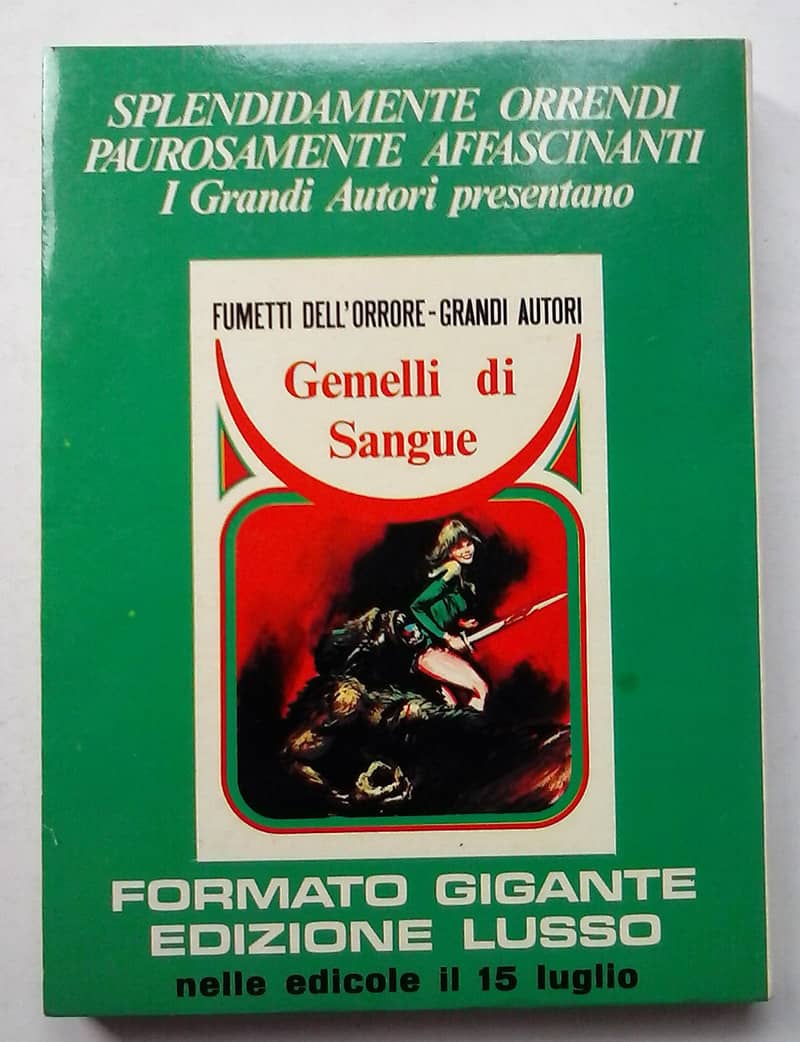 SPLENDIDAMENTE ORRENDI
PAUROSAMENTE AFFASCINANTI
I Grandi Autori presentano
FUMETTI DELL'ORRORE-GRANDI AUTORI
Gemelli di
Sangue
FORMATO GIGANTE
EDIZIONE LUSSO
nelle edicole il 15 luglio